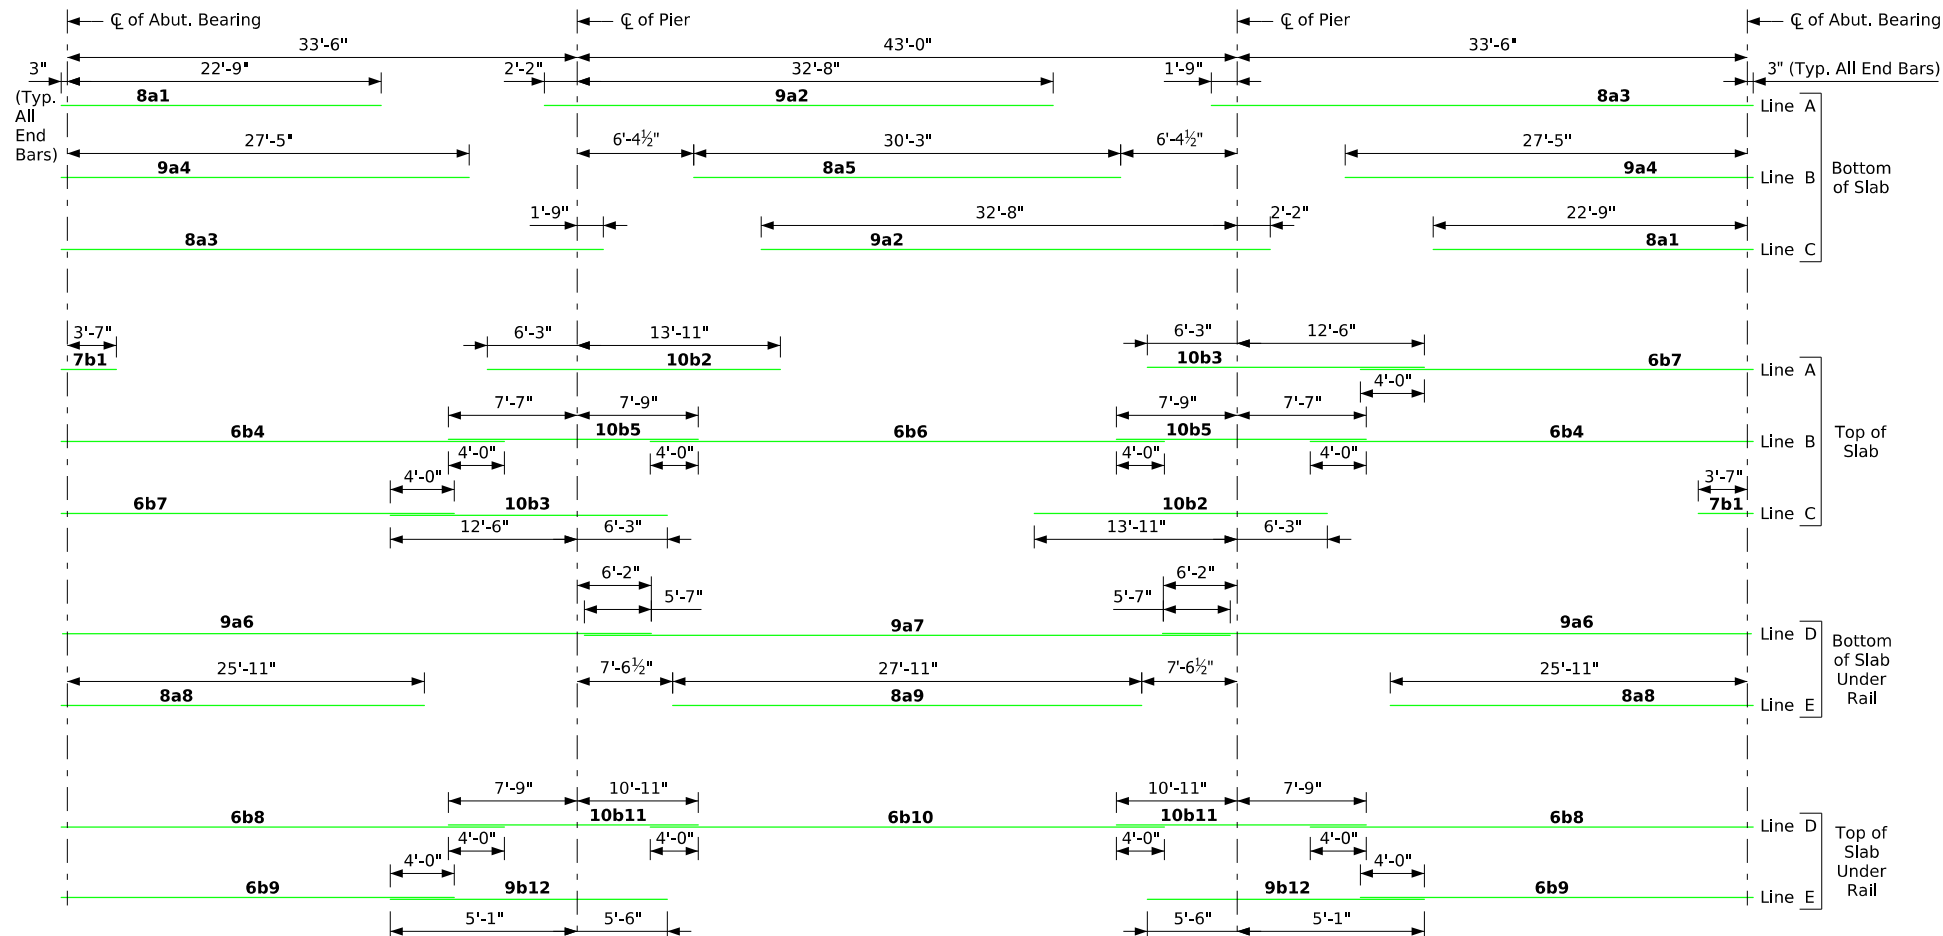 ℄ of Abut. Bearing ℄ of Pier ℄ of Pier ℄ of Abut. Bearing
33'-6" 43'-0" 33'-6"
3" 22'-9" 2'-2" 32'-8" 1'-9" 3" (Typ. All End Bars)
(Typ.
All
End
Bars)
8a1 9a2 8a3 Line A
27'-5" 6'-4½" 30'-3" 6'-4½" 27'-5"
9a4 8a5 9a4 Line B
Bottom
of Slab
1'-9" 32'-8" 2'-2" 22'-9"
8a3 9a2 8a1 Line C
3'-7" 6'-3" 13'-11" 6'-3" 12'-6"
7b1 10b2 10b3 6b7 Line A
4'-0"
7'-7" 7'-9" 7'-9" 7'-7"
6b4 10b5 6b6 10b5 6b4 Line B
Top of
Slab
4'-0" 4'-0" 4'-0" 4'-0"
4'-0" 3'-7"
6b7 10b3 10b2 7b1 Line C
12'-6" 6'-3" 13'-11" 6'-3"
6'-2" 6'-2"
5'-7" 5'-7"
9a6 9a7 9a6 Line D
Bottom
of Slab
Under
Rail
25'-11" 7'-6½" 27'-11" 7'-6½" 25'-11"
8a8 8a9 8a8 Line E
7'-9" 10'-11" 10'-11" 7'-9"
6b8 10b11 6b10 10b11 6b8 Line D
Top of
Slab
Under
Rail
4'-0" 4'-0" 4'-0" 4'-0"
4'-0" 4'-0"
6b9 9b12 9b12 6b9 Line E
5'-1" 5'-6" 5'-6" 5'-1"